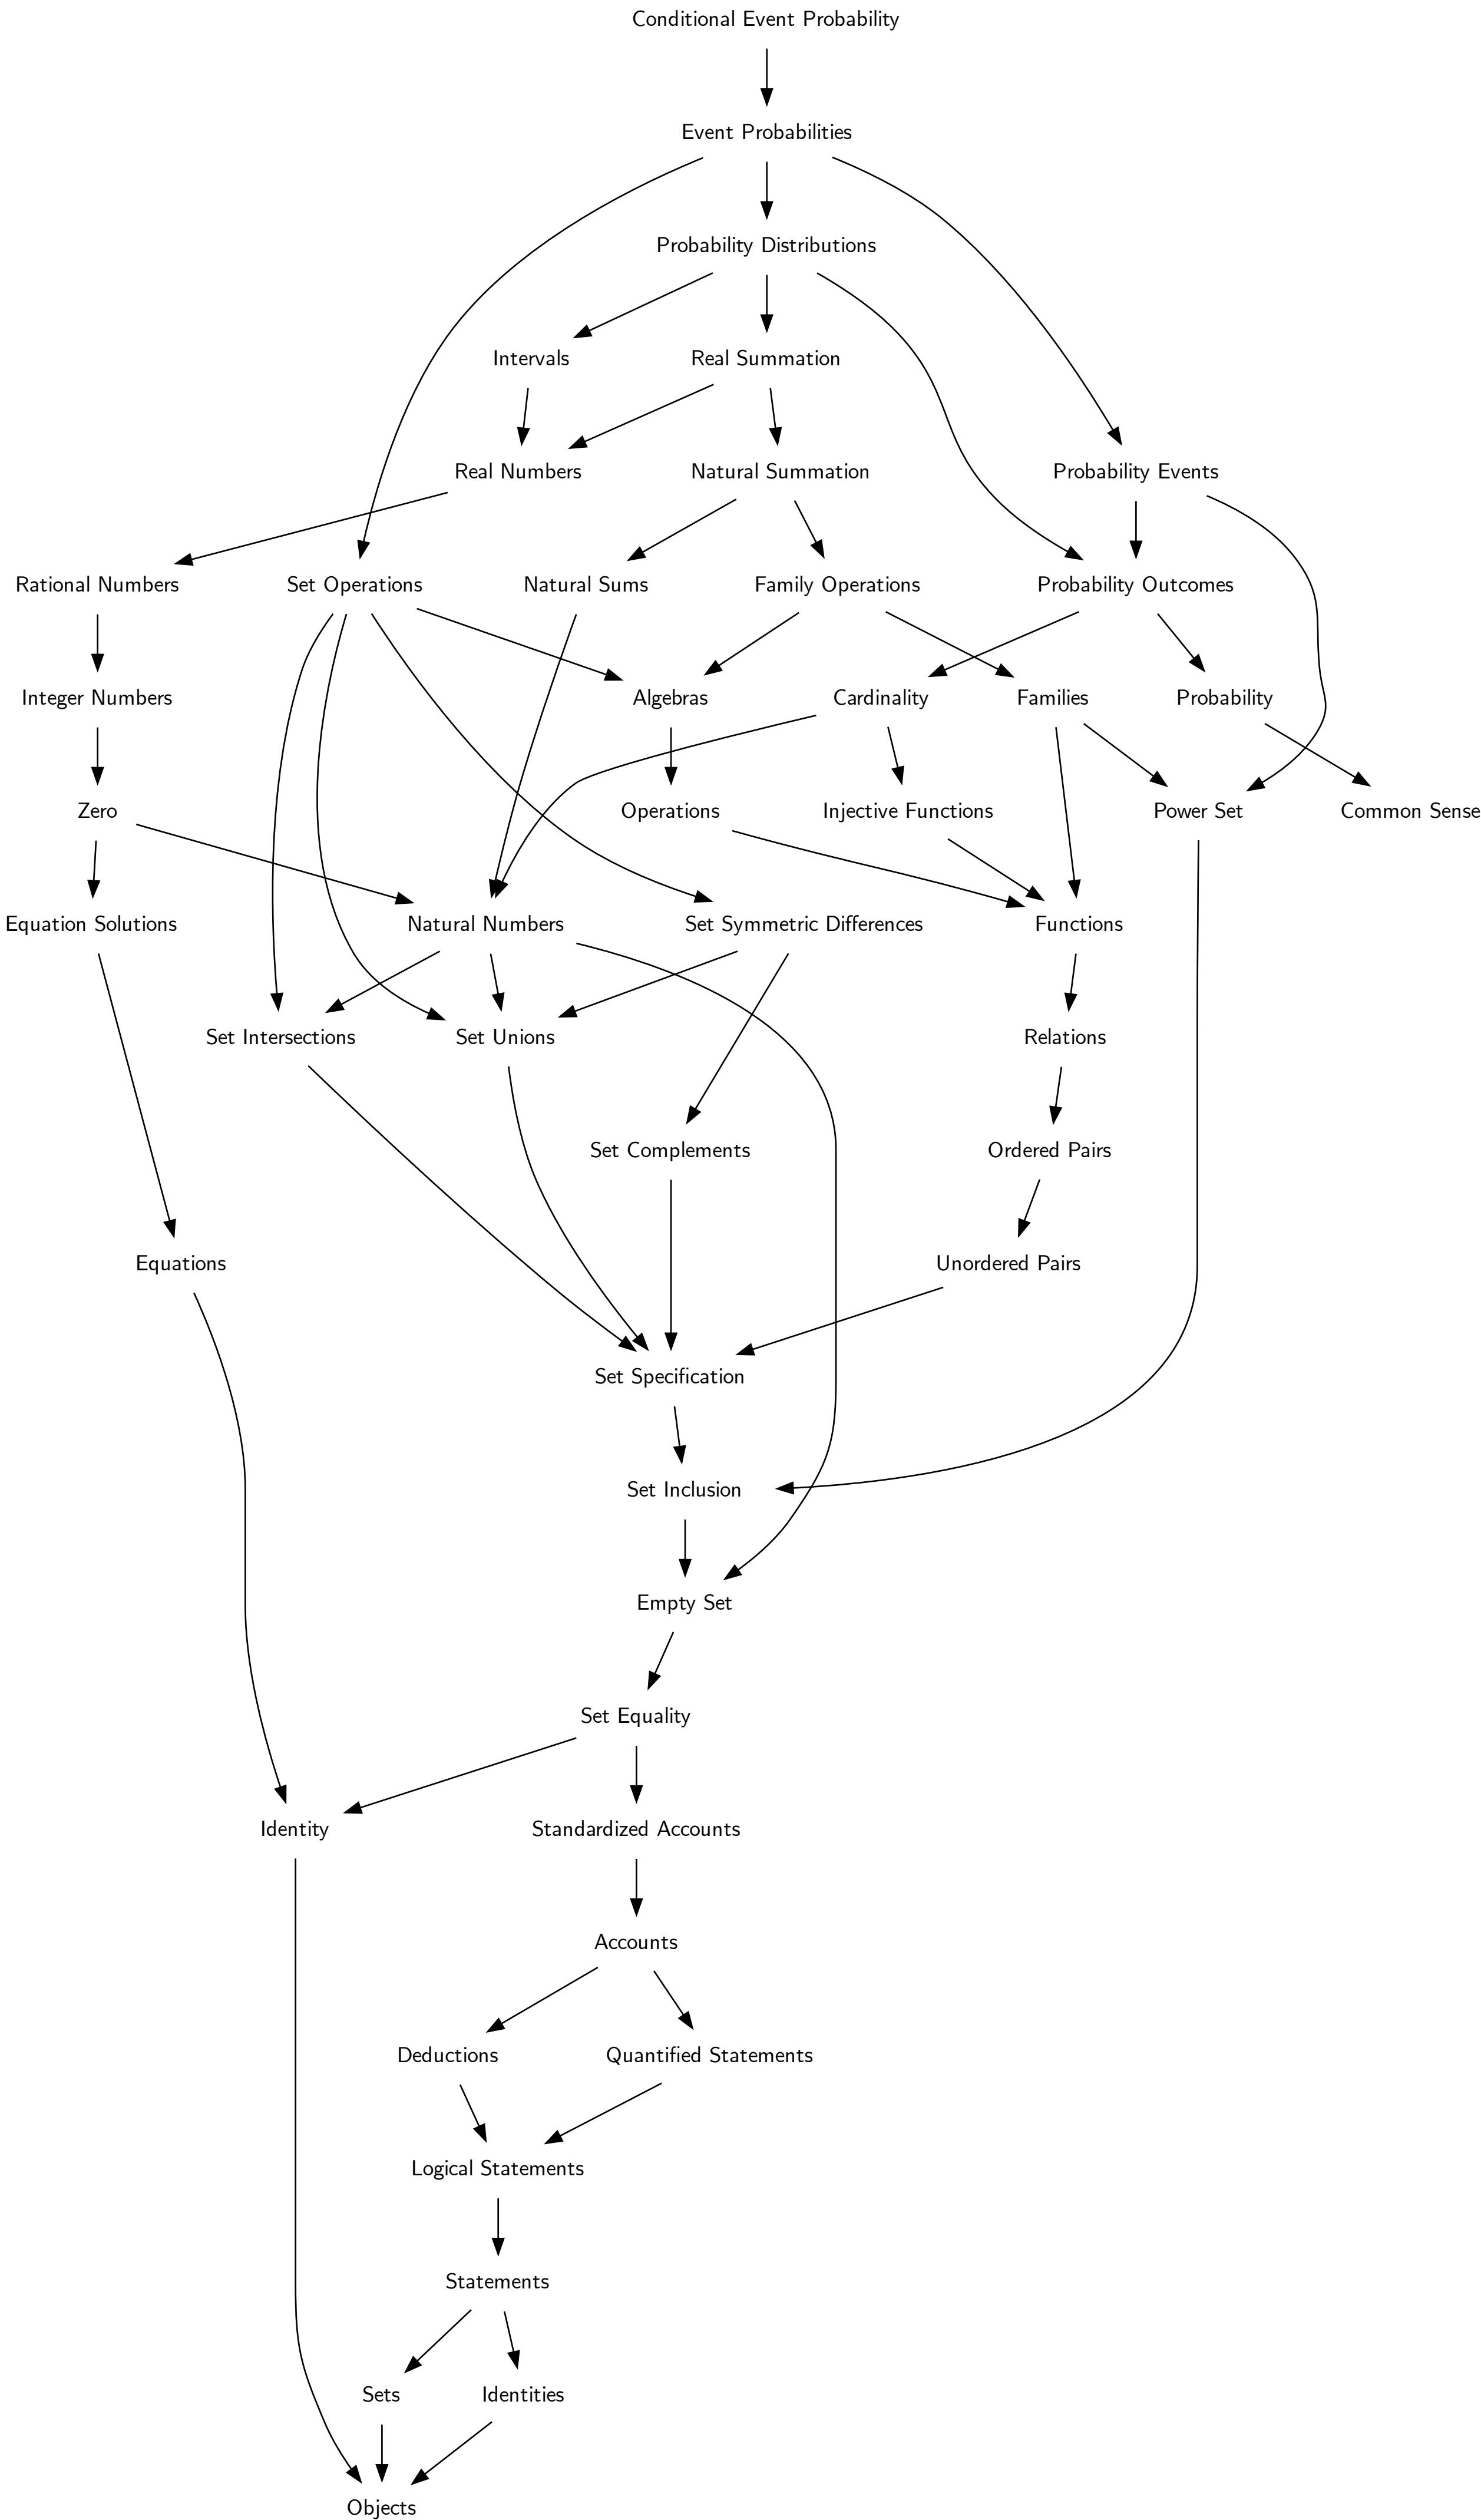 Conditional Event Probability
Event Probabilities
Probability Distributions
Intervals
Real Summation
Real Numbers
Natural Summation
Probability Events
Rational Numbers
Set Operations
Natural Sums
Family Operations
Probability Outcomes
Integer Numbers
Algebras
Cardinality
Families
Probability
Zero
Operations
Injective Functions
Power Set
Common Sense
Equation Solutions
Natural Numbers
Set Symmetric Differences
Functions
Set Intersections
Set Unions
Relations
Set Complements
Ordered Pairs
Equations
Unordered Pairs
Set Specification
Set Inclusion
Empty Set
Set Equality
Identity
Standardized Accounts
Accounts
Deductions
Quantified Statements
Logical Statements
Statements
Sets
Identities
Objects